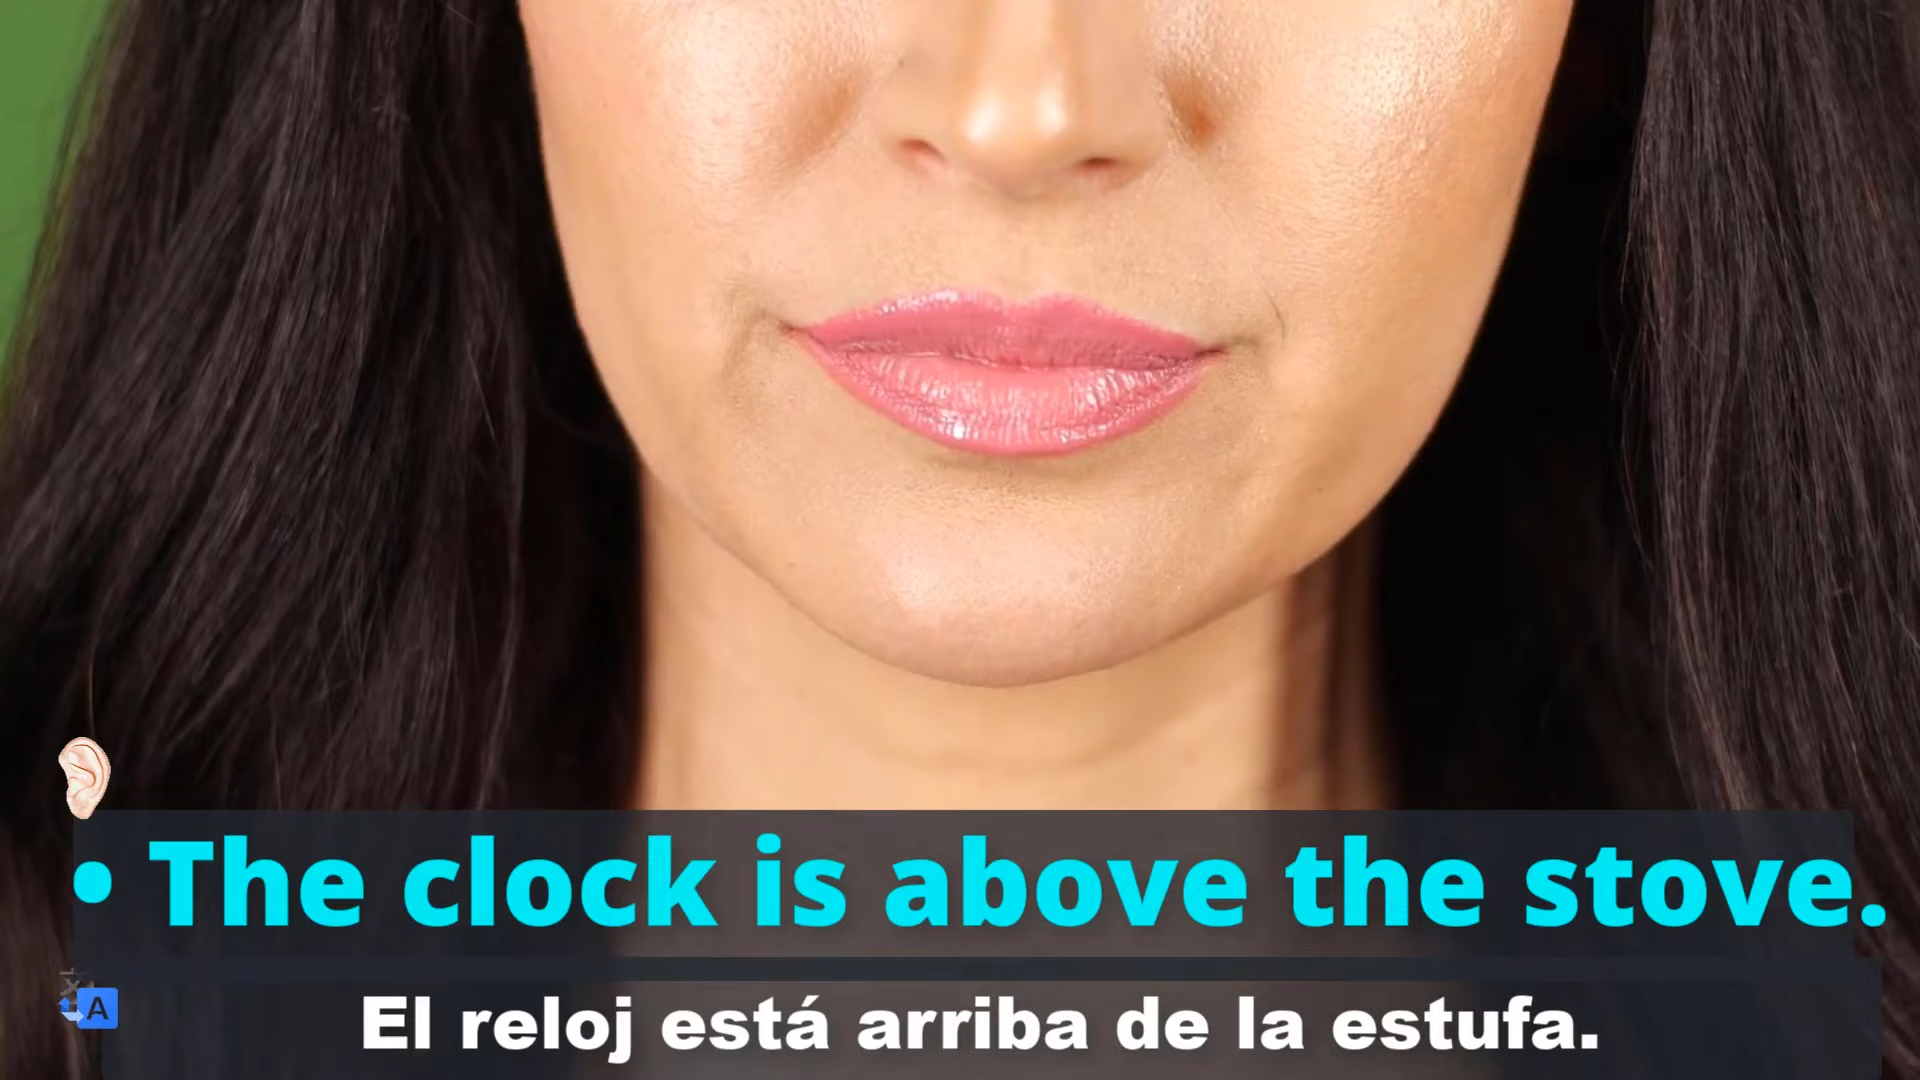 • The clock is above the stove.
A
El reloj está arriba de la estufa.